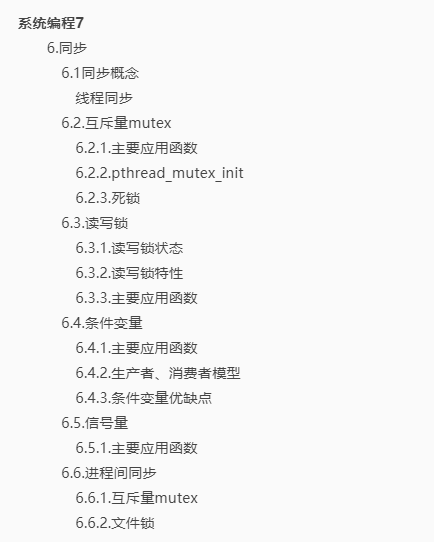 系统编程7
6.同步
6.1同步概念
线程同步
6.2.互斥量mutex
6.2.1.主要应用函数
6.2.2.pthread_mutex_init
6.2.3.死锁
6.3.读写锁
6.3.1.读写锁状态
6.3.2.读写锁特性
6.3.3.主要应用函数
6.4.条件变量
6.4.1.主要应用函数
6.4.2.生产者、消费者模型
6.4.3.条件变量优缺点
6.5.信号量
6.5.1.主要应用函数
6.6.进程间同步
6.6.1.互斥量mutex
6.6.2.文件锁